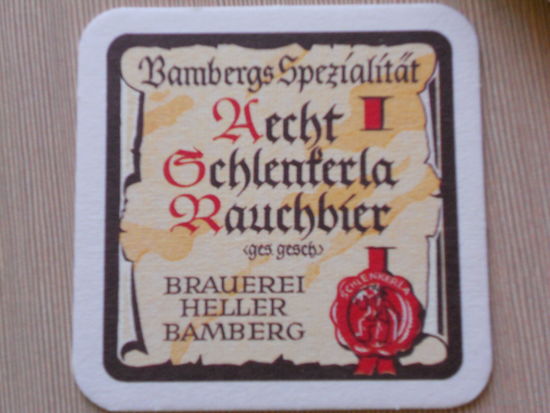 Bambergs Spezialität
Aecht
Schlenkerla
Rauchbier
‹ges. gesch›
BRAUEREI
HELLER
BAMBERG
SCHLENKERLA